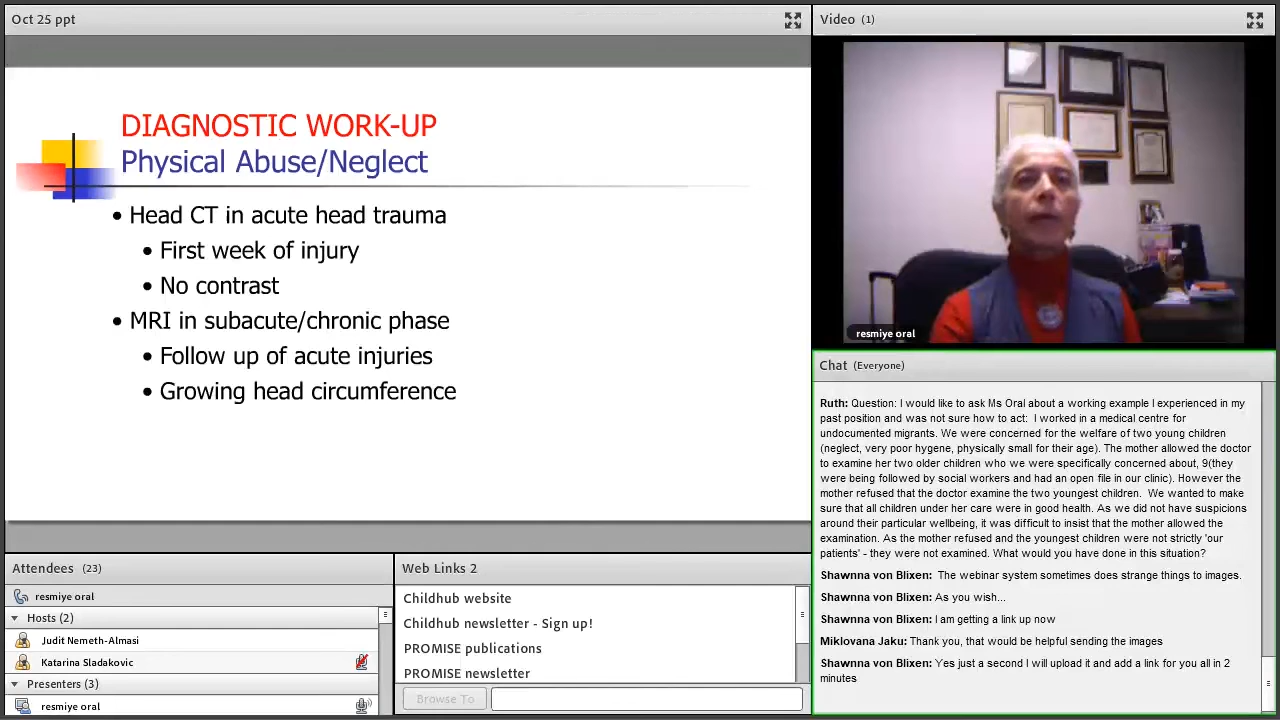 Oct 25 ppt
DIAGNOSTIC WORK-UP
Physical Abuse/Neglect
• Head CT in acute head trauma
• First week of injury
• No contrast
• MRI in subacute/chronic phase
• Follow up of acute injuries
• Growing head circumference
Attendees (23)
resmiye oral
Hosts (2)
Judit Nemeth-Almasi
Katarina Sladakovic
Presenters (3)
resmiye oral
Web Links 2
Childhub website
Childhub newsletter - Sign up!
PROMISE publications
PROMISE newsletter
Browse To
Video (1)
resmiye oral
Chat (Everyone)
Ruth: Question: I would like to ask Ms Oral about a working example I experienced in my
past position and was not sure how to act: I worked in a medical centre for
undocumented migrants. We were concerned for the welfare of two young children
(neglect, very poor hygene, physically small for their age). The mother allowed the doctor
to examine her two older children who we were specifically concerned about, 9(they
were being followed by social workers and had an open file in our clinic). However the
mother refused that the doctor examine the two youngest children. We wanted to make
sure that all children under her care were in good health. As we did not have suspicions
around their particular wellbeing, it was difficult to insist that the mother allowed the
examination. As the mother refused and the youngest children were not strictly 'our
patients' - they were not examined. What would you have done in this situation?
Shawnna von Blixen: The webinar system sometimes does strange things to images.
Shawnna von Blixen: As you wish...
Shawnna von Blixen: I am getting a link up now
Miklovana Jaku: Thank you, that would be helpful sending the images
Shawnna von Blixen: Yes just a second I will upload it and add a link for you all in 2
minutes